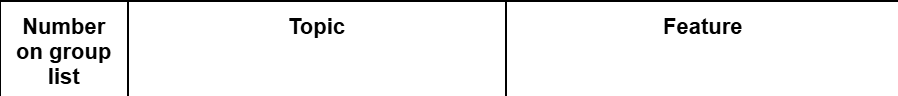 Number
on group
list
Topic
Feature